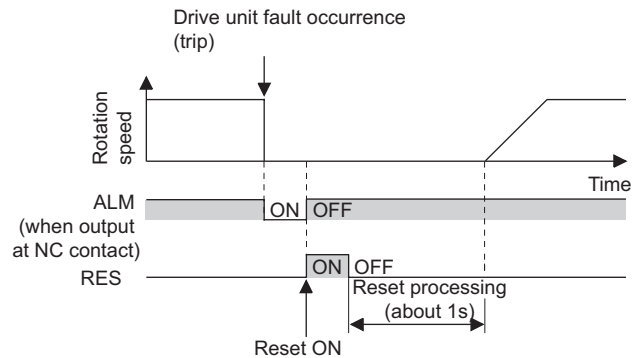 Drive unit fault occurrence
(trip)
Rotation
speed
Time
ALM
(when output
at NC contact)
ON
OFF
RES
ON
OFF
Reset processing
(about 1s)
Reset ON